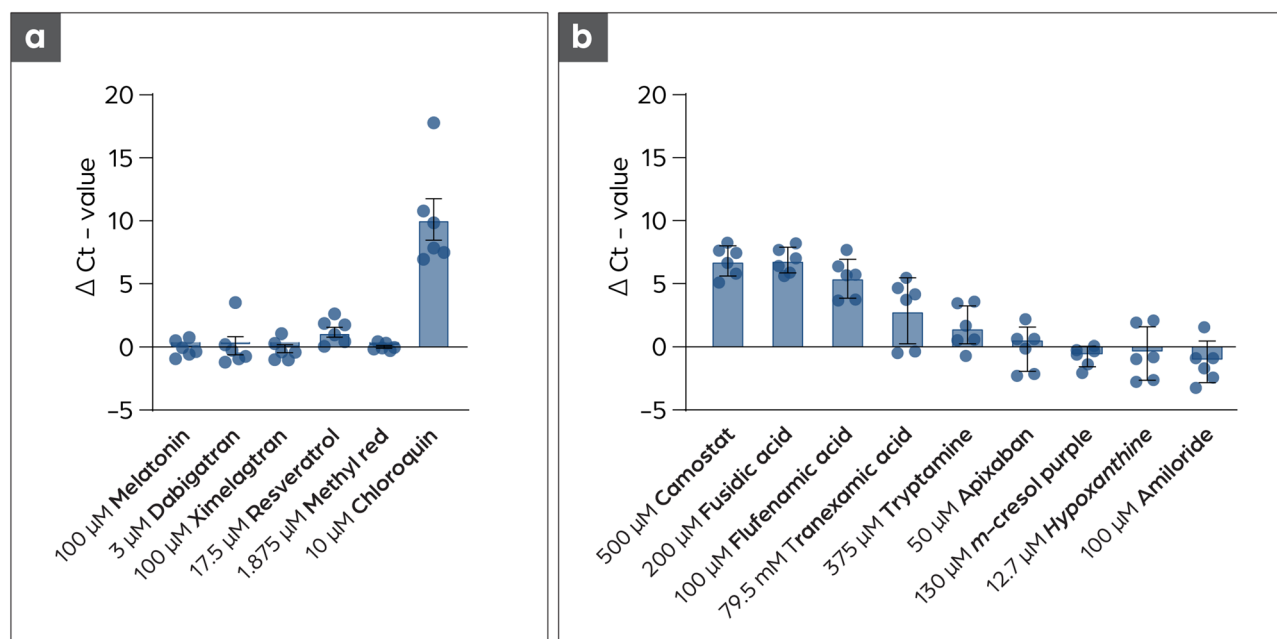 a
20
15
10
5
0
–5
Δ Ct – value
100 µM Melatonin
3 µM Dabigatran
100 µM Ximelagtran
17.5 µM Resveratrol
1.875 µM Methyl red
10 µM Chloroquin
b
20
15
10
5
0
–5
Δ Ct – value
500 µM Camostat
200 µM Fusidic acid
100 µM Flufenamic acid
79.5 mM Tranexamic acid
375 µM Tryptamine
50 µM Apixaban
130 µM m–cresol purple
12.7 µM Hypoxanthine
100 µM Amiloride